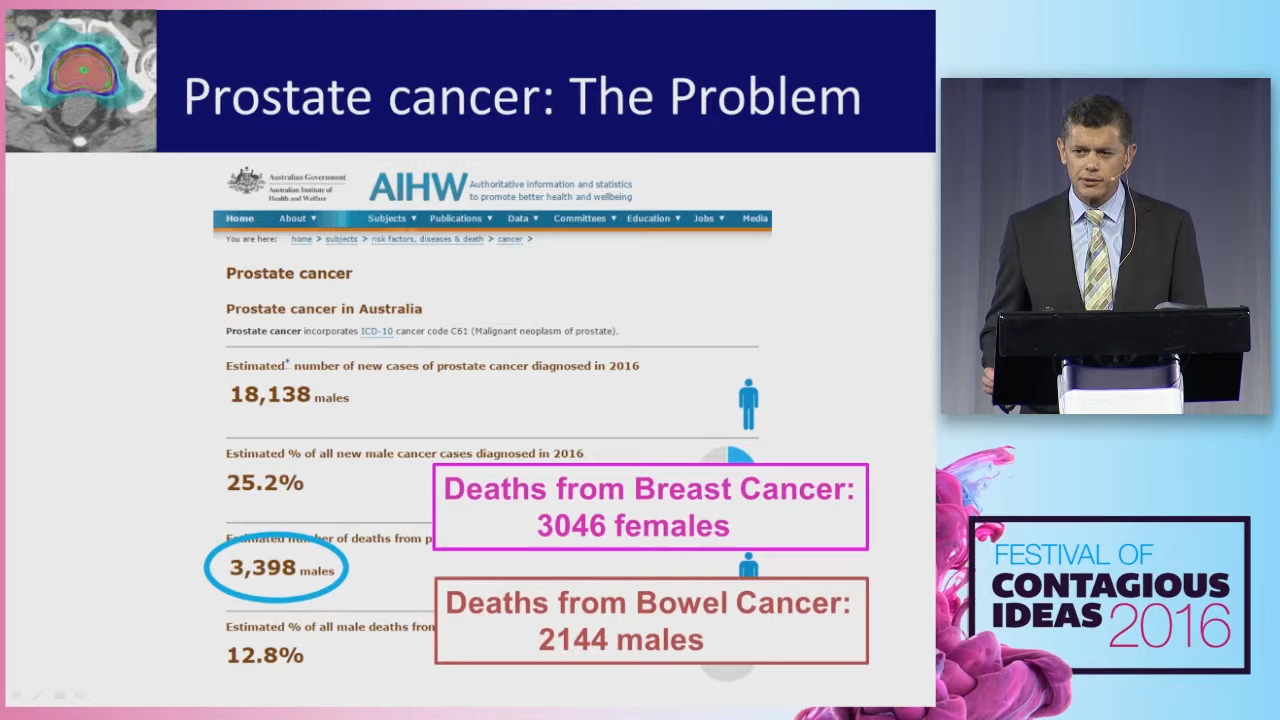 Prostate cancer: The Problem
Australian Government
Australian Institute of
Health and Welfare
AIHW
Authoritative information and statistics
to promote better health and wellbeing
Home About ▼ Subjects ▼ Publications ▼ Data ▼ Committees ▼ Education ▼ Jobs ▼ Media
You are here: home > subjects > risk factors, diseases & death > cancer >
Prostate cancer
Prostate cancer in Australia
Prostate cancer incorporates ICD-10 cancer code C61 (Malignant neoplasm of prostate).
Estimated* number of new cases of prostate cancer diagnosed in 2016
18,138 males
Estimated % of all new male cancer cases diagnosed in 2016
25.2%
Deaths from Breast Cancer:
3046 females
Estimated number of deaths from p
3,398 males
Deaths from Bowel Cancer:
2144 males
Estimated % of all male deaths from
12.8%
FESTIVAL OF
CONTAGIOUS
IDEAS 2016